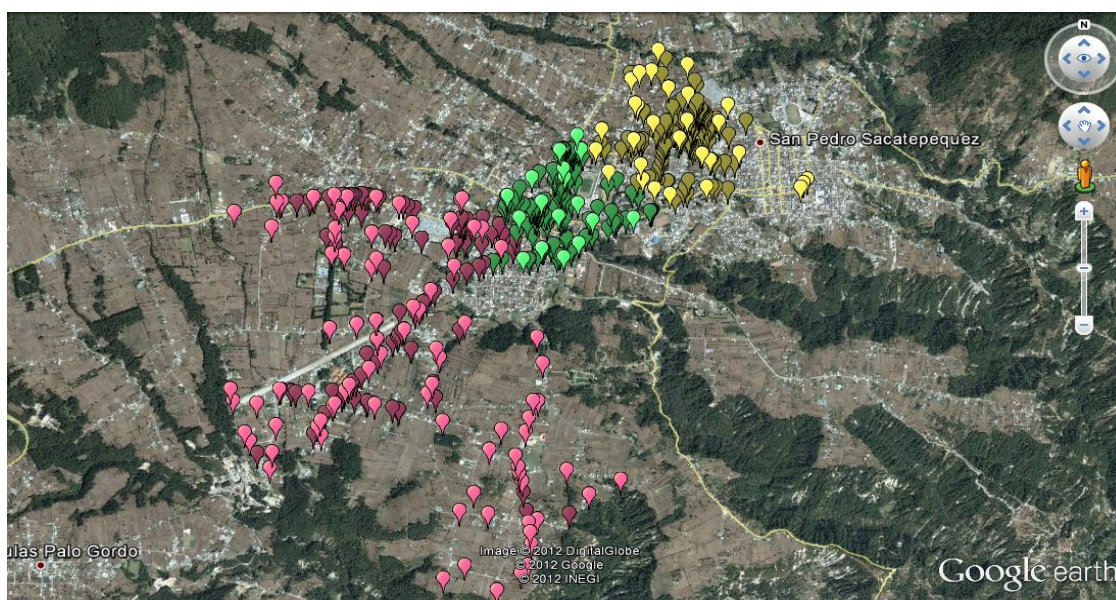 N
San Pedro Sacatepequez
ulas Palo Gordo
Image © 2012 DigitalGlobe
© 2012 Google
© 2012 INEGI
Google earth